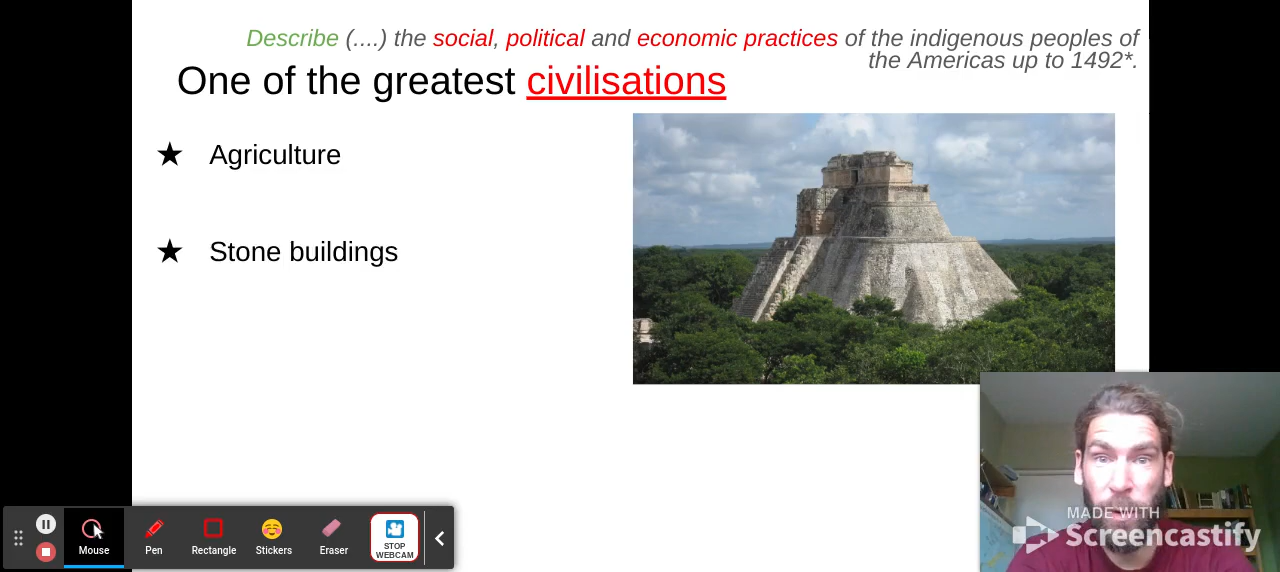 Describe (....) the social, political and economic practices of the indigenous peoples of
the Americas up to 1492*.
One of the greatest civilisations
★ Agriculture
★ Stone buildings
MADE WITH
Screencastify
Mouse
Pen
Rectangle
Stickers
Eraser
STOP
WEBCAM